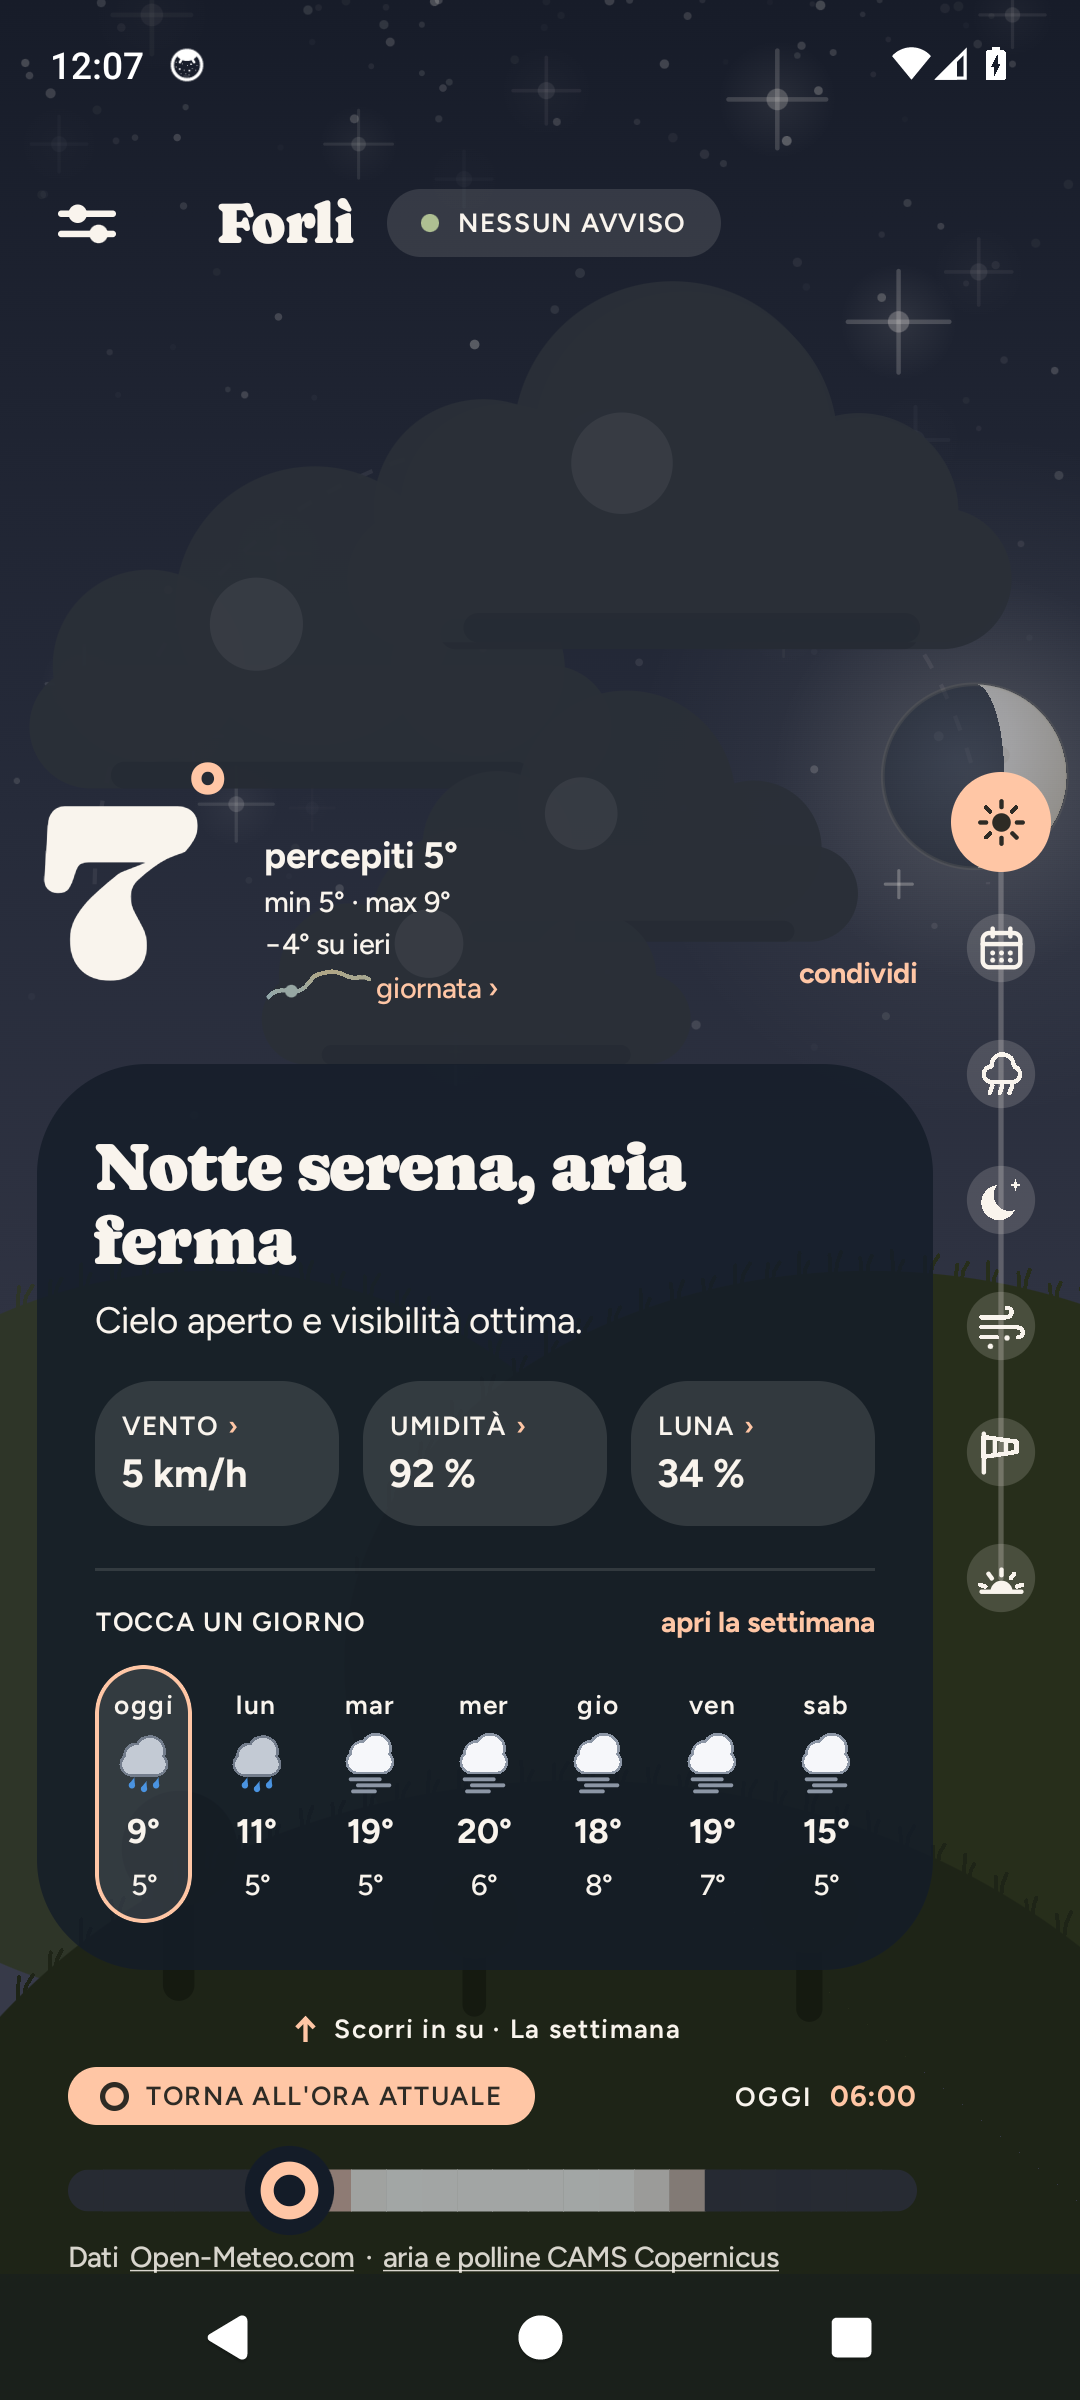 12:07
Forlì
NESSUN AVVISO
7°
percepiti 5°
min 5° · max 9°
−4° su ieri
giornata ›
condividi
Notte serena, aria
ferma
Cielo aperto e visibilità ottima.
VENTO › UMIDITÀ › LUNA ›
5 km/h 92 % 34 %
TOCCA UN GIORNO apri la settimana
oggi lun mar mer gio ven sab
9° 11° 19° 20° 18° 19° 15°
5° 5° 5° 6° 8° 7° 5°
↑ Scorri in su · La settimana
TORNA ALL'ORA ATTUALE OGGI 06:00
Dati Open-Meteo.com · aria e polline CAMS Copernicus